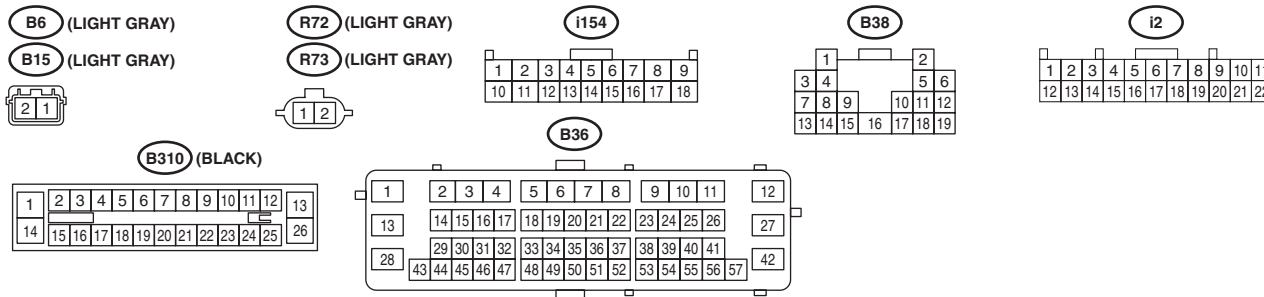 B6 (LIGHT GRAY)
B15 (LIGHT GRAY)
2 1
R72 (LIGHT GRAY)
R73 (LIGHT GRAY)
1 2
i154
1 2 3 4 5 6 7 8 9
10 11 12 13 14 15 16 17 18
B38
1 2
3 4 5 6
7 8 9 10 11 12
13 14 15 16 17 18 19
i2
1 2 3 4 5 6 7 8 9 10 11
12 13 14 15 16 17 18 19 20 21 22
B310 (BLACK)
1 2 3 4 5 6 7 8 9 10 11 12 13
14 15 16 17 18 19 20 21 22 23 24 25 26
B36
1 2 3 4 5 6 7 8 9 10 11 12
13 14 15 16 17 18 19 20 21 22 23 24 25 26 27
28 29 30 31 32 33 34 35 36 37 38 39 40 41 42
43 44 45 46 47 48 49 50 51 52 53 54 55 56 57